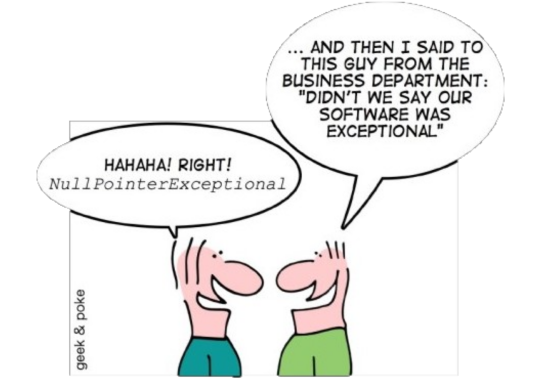 ... AND THEN I SAID TO
THIS GUY FROM THE
BUSINESS DEPARTMENT:
"DIDN'T WE SAY OUR
SOFTWARE WAS
EXCEPTIONAL"
HAHAHA! RIGHT!
NullPointerExceptional
geek & poke